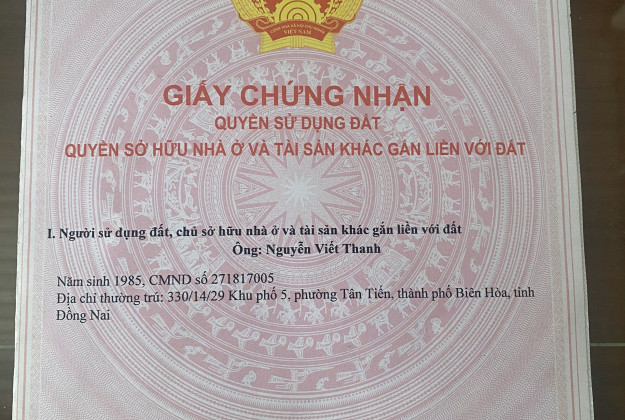 VIỆT NAM
GIẤY CHỨNG NHẬN
QUYỀN SỬ DỤNG ĐẤT
QUYỀN SỞ HỮU NHÀ Ở VÀ TÀI SẢN KHÁC GẮN LIỀN VỚI ĐẤT
I. Người sử dụng đất, chủ sở hữu nhà ở và tài sản khác gắn liền với đất
Ông: Nguyễn Viết Thanh
Năm sinh 1985, CMND số 271817005
Địa chỉ thường trú: 330/14/29 Khu phố 5, phường Tân Tiến, thành phố Biên Hòa, tỉnh
Đồng Nai